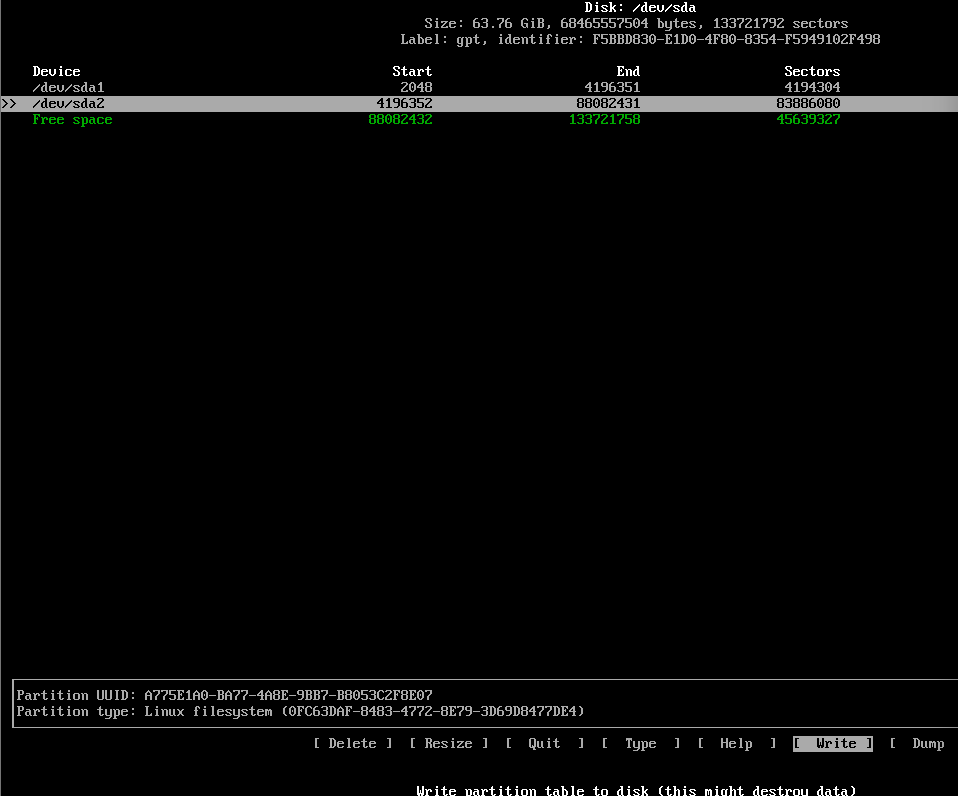 Disk: /dev/sda
Size: 63.76 GiB, 68465557504 bytes, 133721792 sectors
Label: gpt, identifier: F5BBD830-E1D0-4F80-8354-F5949102F498
Device Start End Sectors
/dev/sda1 2048 4196351 4194304
>> /dev/sda2 4196352 88082431 83886080
Free space 88082432 133721758 45639327
Partition UUID: A775E1A0-BA77-4A8E-9BB7-B8053C2F8E07
Partition type: Linux filesystem (0FC63DAF-8483-4772-8E79-3D69D8477DE4)
[ Delete ] [ Resize ] [ Quit ] [ Type ] [ Help ] [ Write ] [ Dump
Write partition table to disk (this might destroy data)